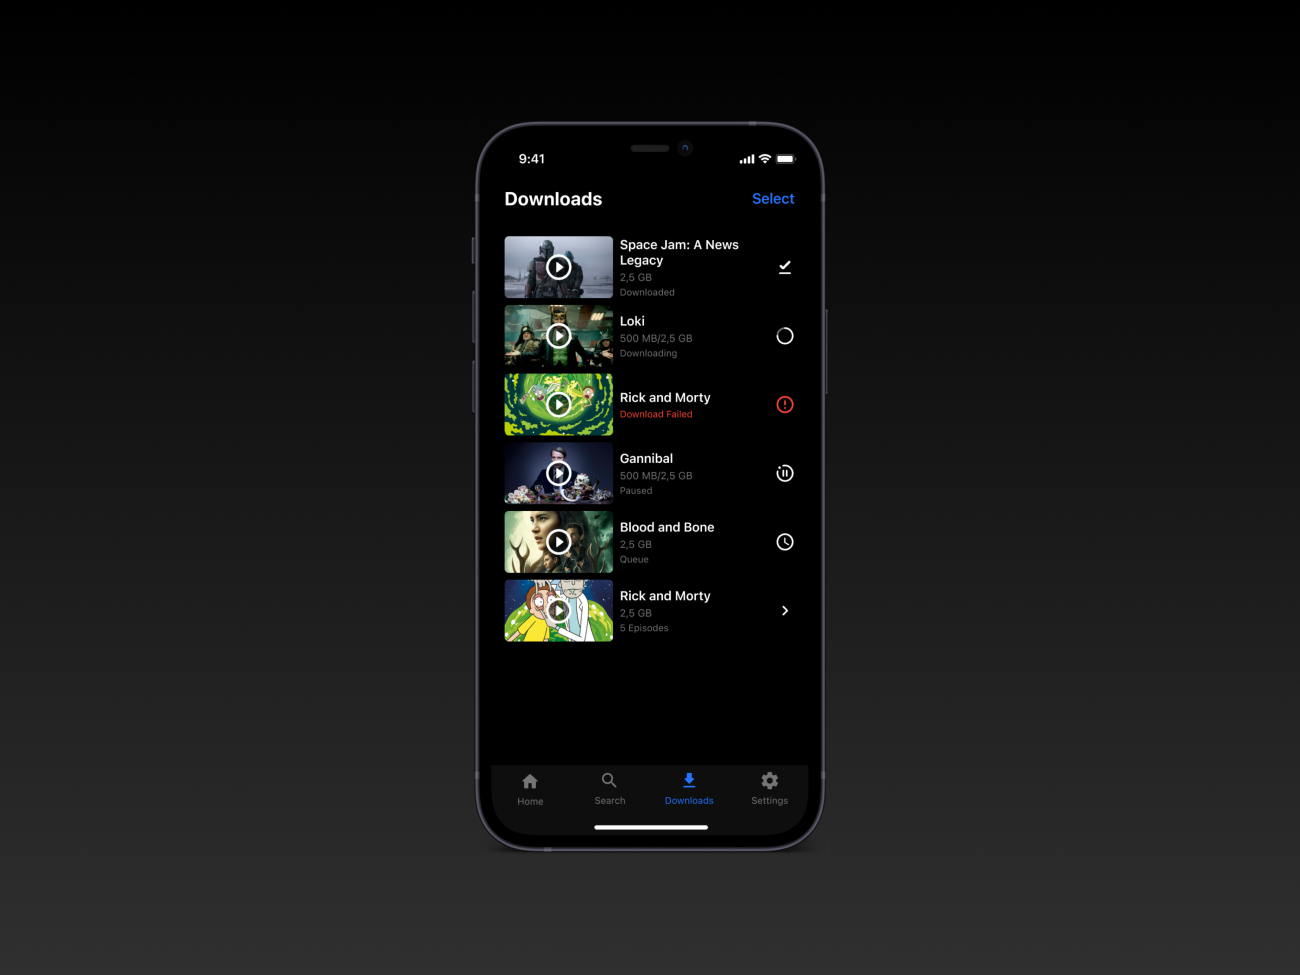 9:41
Downloads
Select
Space Jam: A News
Legacy
2,5 GB
Downloaded
Loki
500 MB/2,5 GB
Downloading
Rick and Morty
Download Failed
Gannibal
500 MB/2,5 GB
Paused
Blood and Bone
2,5 GB
Queue
Rick and Morty
2,5 GB
5 Episodes
Home
Search
Downloads
Settings